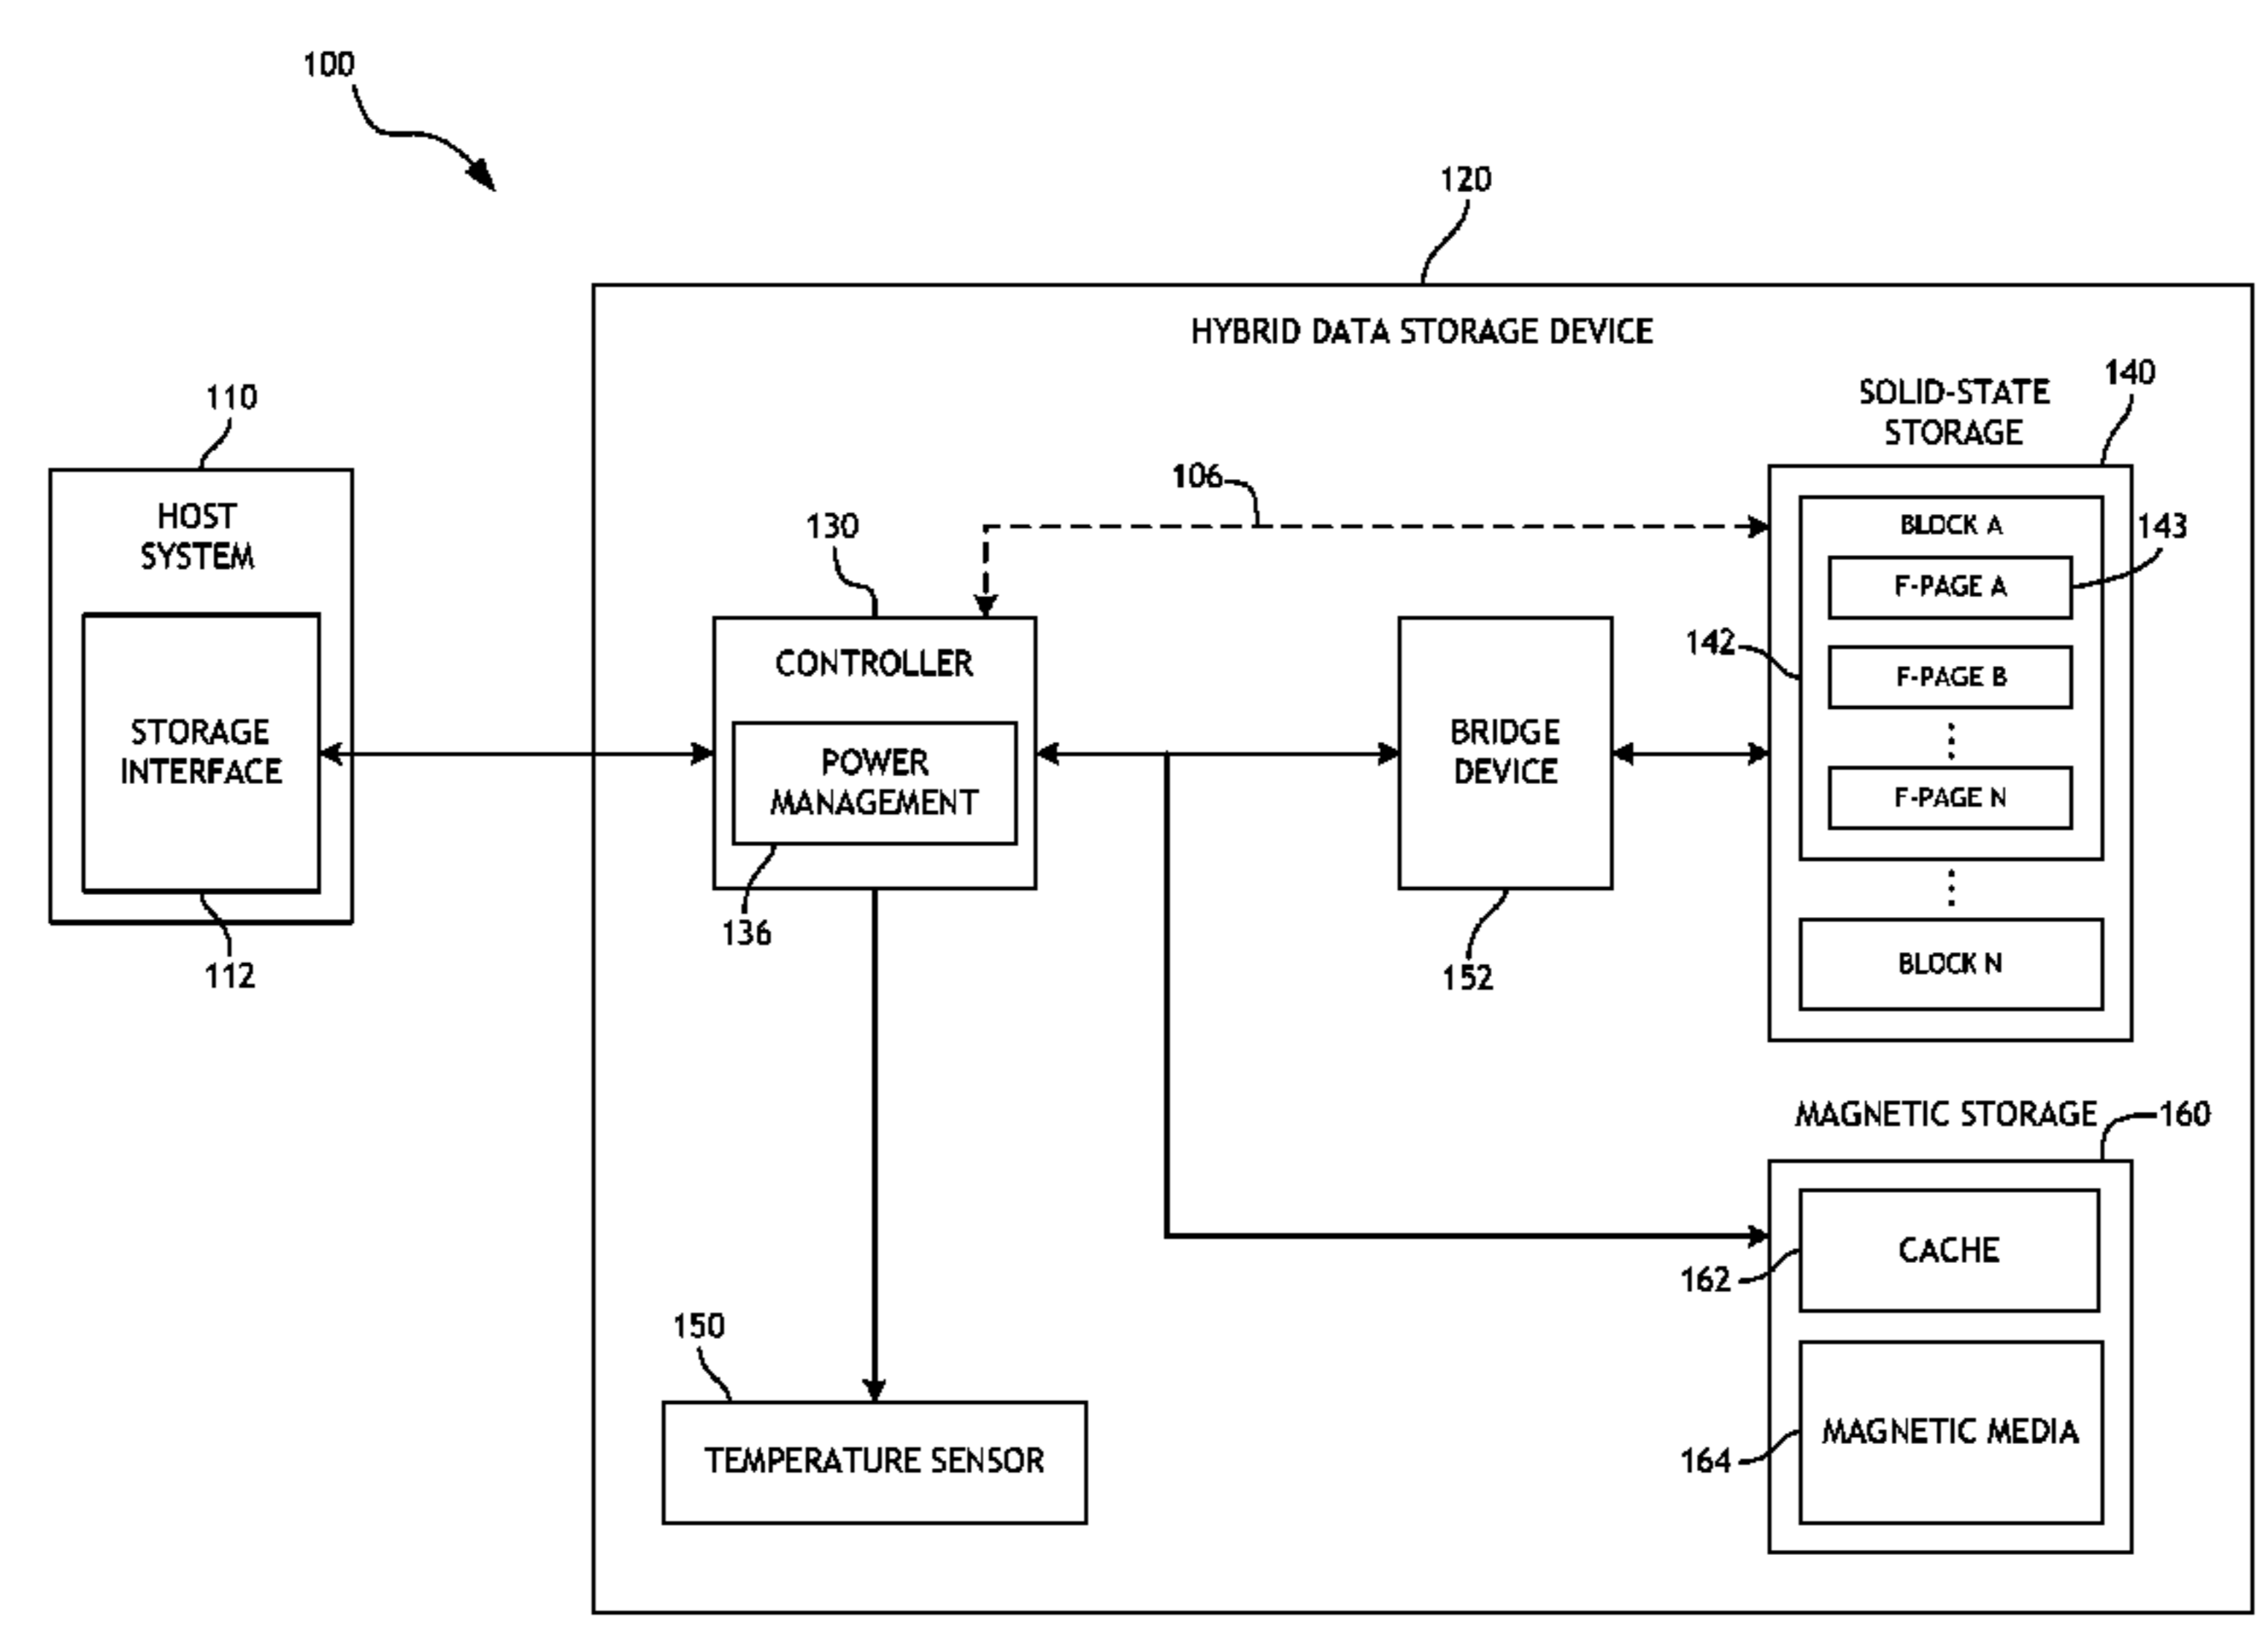 100
120
HYBRID DATA STORAGE DEVICE
110
HOST
SYSTEM
STORAGE
INTERFACE
112
130
CONTROLLER
POWER
MANAGEMENT
136
106
BRIDGE
DEVICE
152
SOLID-STATE
STORAGE
140
BLOCK A
143
F-PAGE A
142
F-PAGE B
F-PAGE N
BLOCK N
MAGNETIC STORAGE
160
CACHE
162
MAGNETIC MEDIA
164
150
TEMPERATURE SENSOR